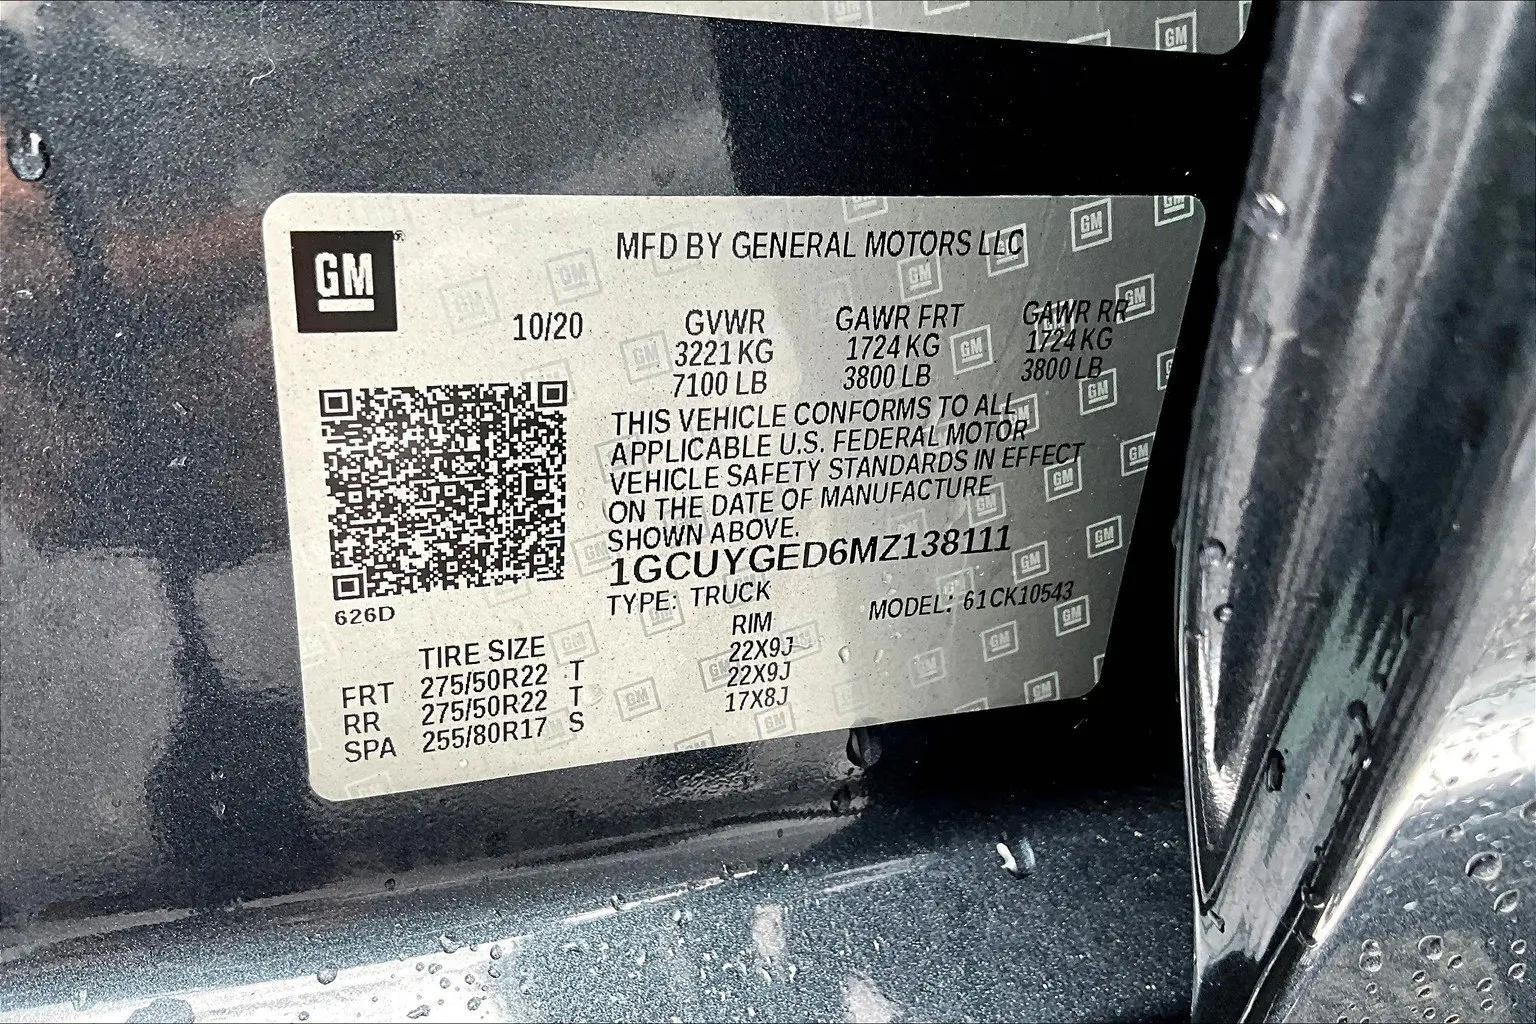 GM
MFD BY GENERAL MOTORS LLC
10/20
GVWR GAWR FRT GAWR RR
3221 KG 1724 KG 1724 KG
7100 LB 3800 LB 3800 LB
THIS VEHICLE CONFORMS TO ALL
APPLICABLE U.S. FEDERAL MOTOR
VEHICLE SAFETY STANDARDS IN EFFECT
ON THE DATE OF MANUFACTURE
SHOWN ABOVE.
1GCUYGED6MZ138111
TYPE: TRUCK MODEL: 61CK10543
626D
TIRE SIZE RIM
FRT 275/50R22 T 22X9J
RR 275/50R22 T 22X9J
SPA 255/80R17 S 17X8J